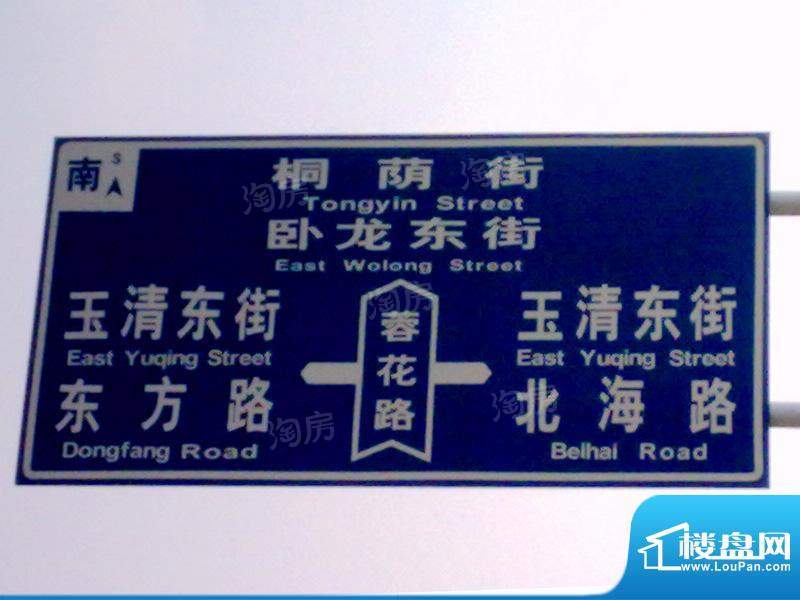 南 S
桐荫街
Tongyin Street
卧龙东街
East Wolong Street
玉清东街
East Yuqing Street
东方路
Dongfang Road
蓉花路
玉清东街
East Yuqing Street
北海路
Beihai Road
淘房
淘房
淘房
淘房
淘房
楼盘网
www.LouPan.com